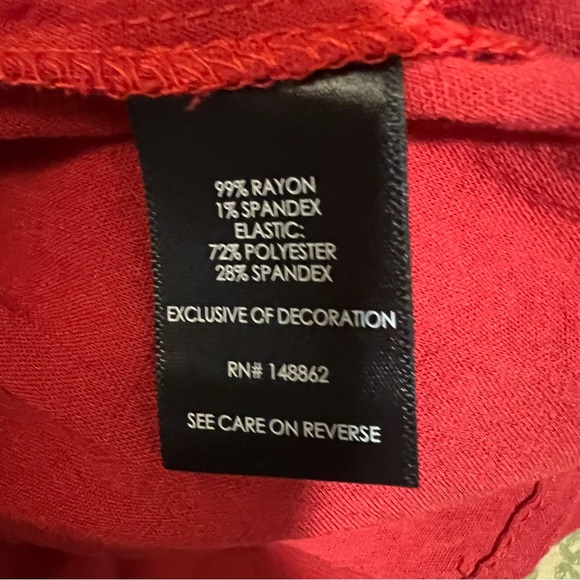 99% RAYON
1% SPANDEX
ELASTIC:
72% POLYESTER
28% SPANDEX
EXCLUSIVE OF DECORATION
RN# 148862
SEE CARE ON REVERSE